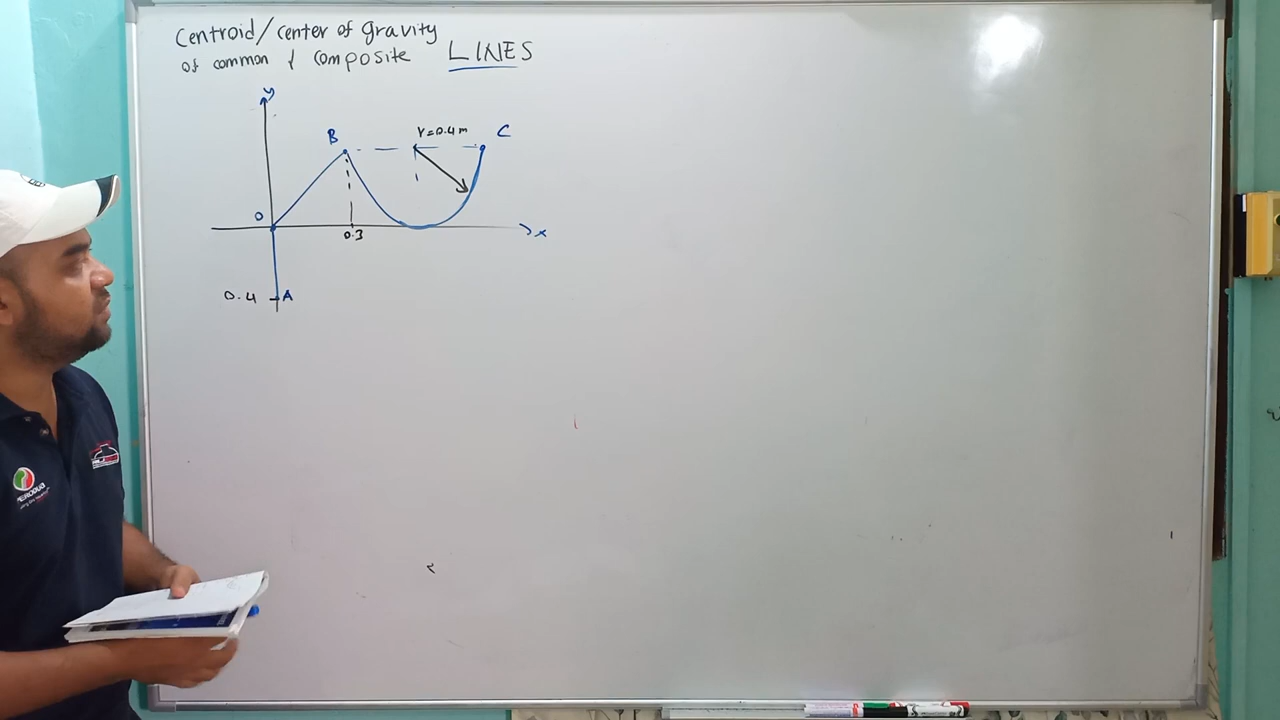 Centroid/center of gravity
of common & composite LINES
y
B
r=0.4m
C
O
0.3
x
0.4
A